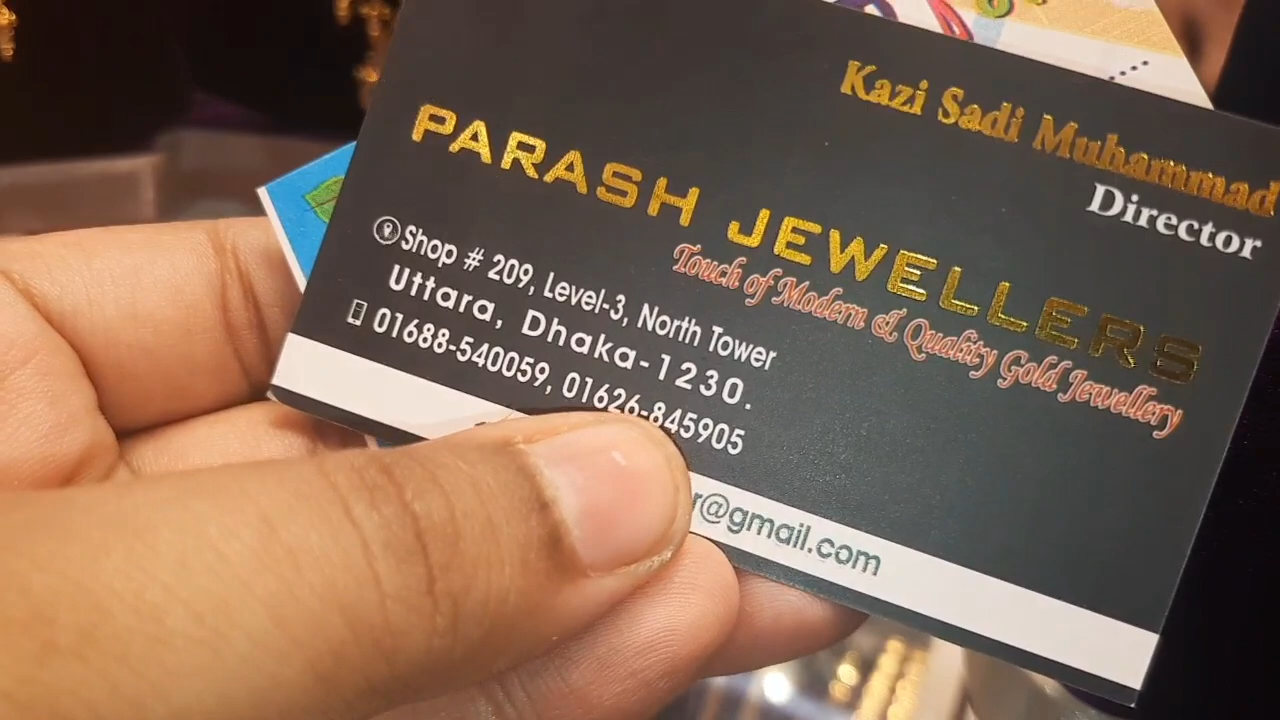 Kazi Sadi Muhammad
Director
PARASH JEWELLERS
Touch of Modern & Quality Gold Jewellery
Shop # 209, Level-3, North Tower
Uttara, Dhaka-1230.
01688-540059, 01626-845905
r@gmail.com